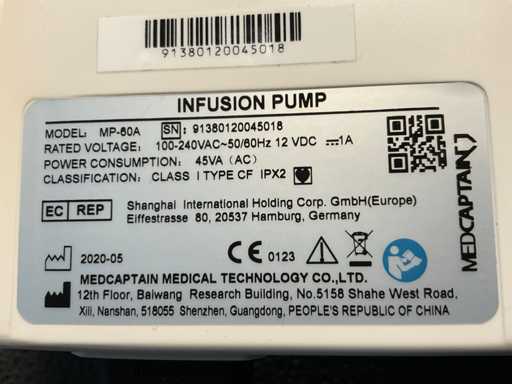 91380120045018
INFUSION PUMP
MODEL: MP-60A SN: 91380120045018
RATED VOLTAGE: 100-240VAC~50/60Hz 12 VDC ⎓1A
POWER CONSUMPTION: 45VA (AC)
CLASSIFICATION: CLASS I TYPE CF IPX2
MEDCAPTAIN
EC REP Shanghai International Holding Corp. GmbH(Europe)
Eiffestrasse 80, 20537 Hamburg, Germany
2020-05 CE 0123
MEDCAPTAIN MEDICAL TECHNOLOGY CO.,LTD.
12th Floor, Baiwang Research Building, No.5158 Shahe West Road,
Xili, Nanshan, 518055 Shenzhen, Guangdong, PEOPLE'S REPUBLIC OF CHINA